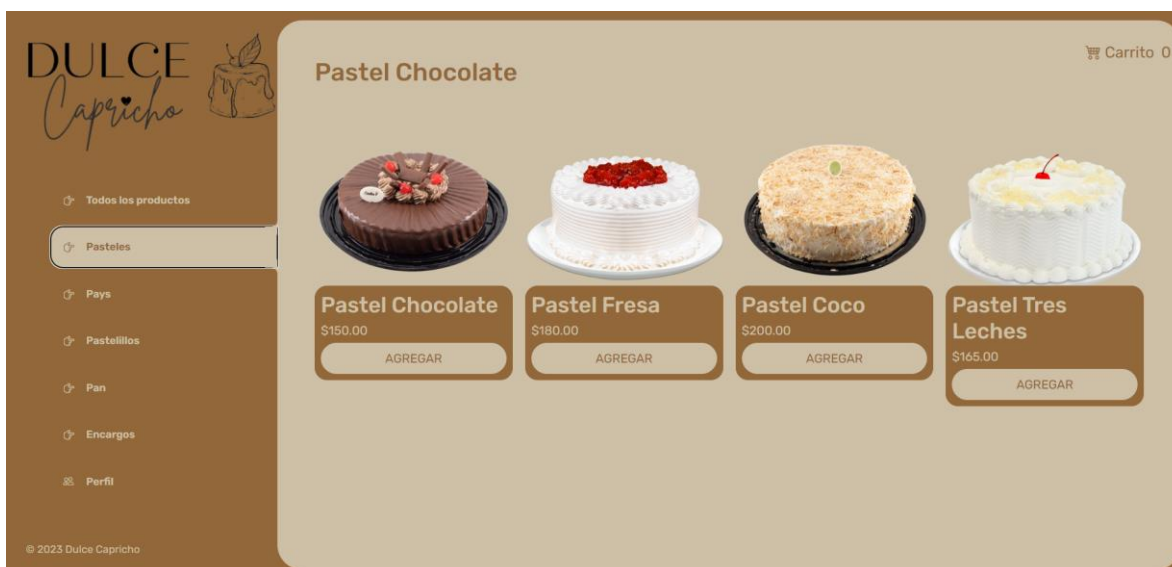 DULCE
Capricho
Todos los productos
Pasteles
Pays
Pastelillos
Pan
Encargos
Perfil
© 2023 Dulce Capricho
Carrito 0
Pastel Chocolate
Pastel Chocolate
$150.00
AGREGAR
Pastel Fresa
$180.00
AGREGAR
Pastel Coco
$200.00
AGREGAR
Pastel Tres
Leches
$165.00
AGREGAR